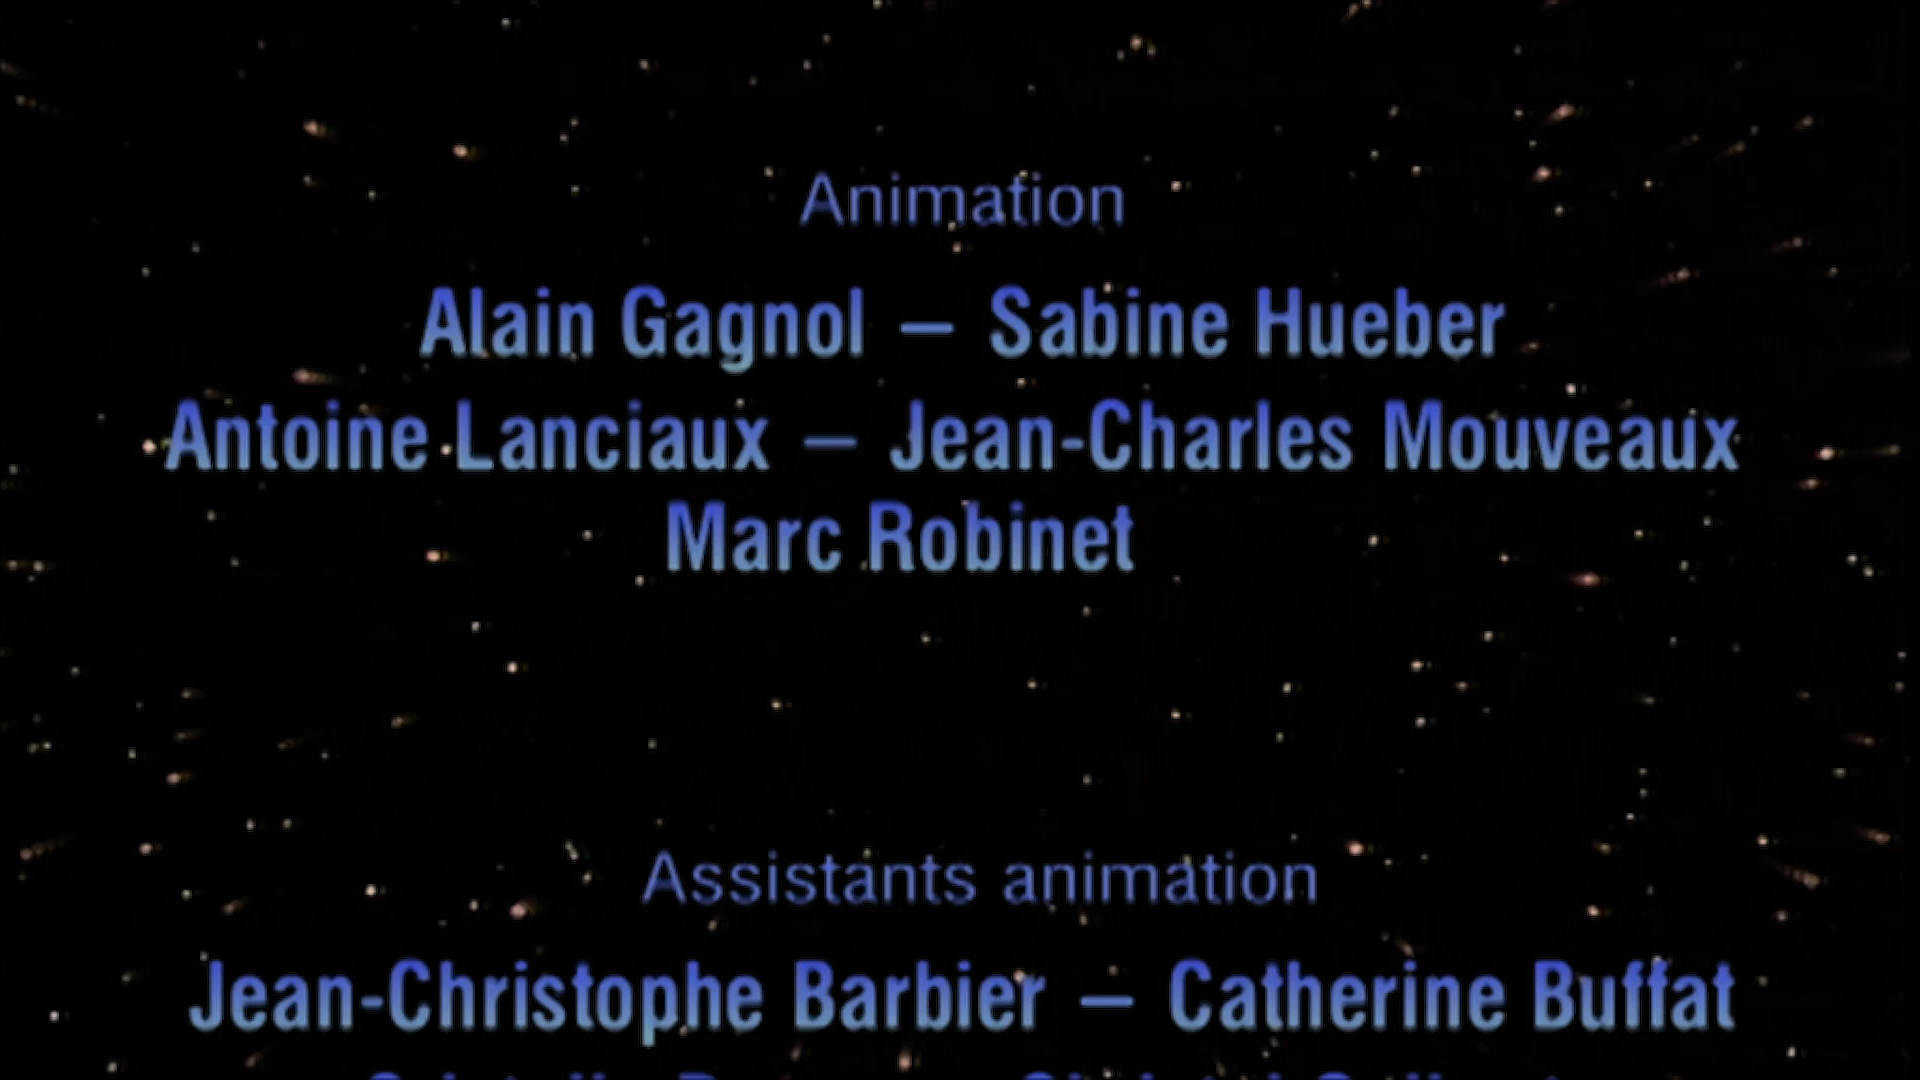 Animation
Alain Gagnol – Sabine Hueber
Antoine Lanciaux – Jean-Charles Mouveaux
Marc Robinet
Assistants animation
Jean-Christophe Barbier – Catherine Buffat